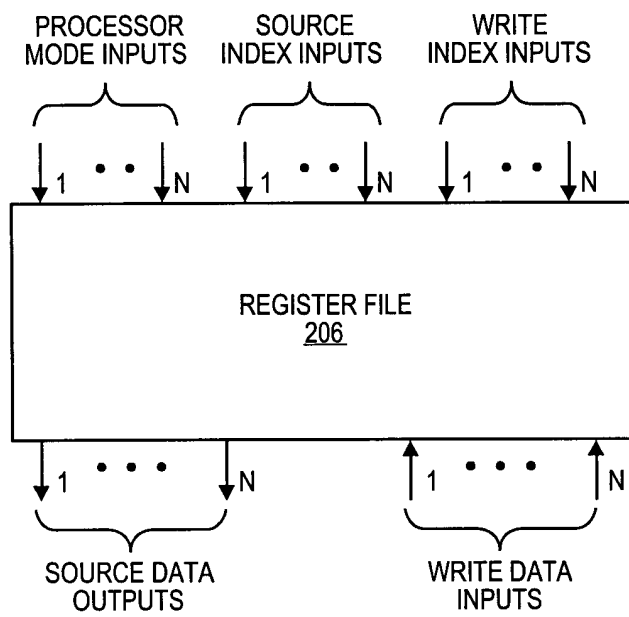 PROCESSOR MODE INPUTS
SOURCE INDEX INPUTS
WRITE INDEX INPUTS
1 • • N 1 • • N 1 • • N
REGISTER FILE
206
1 • • • N 1 • • • N
SOURCE DATA OUTPUTS
WRITE DATA INPUTS